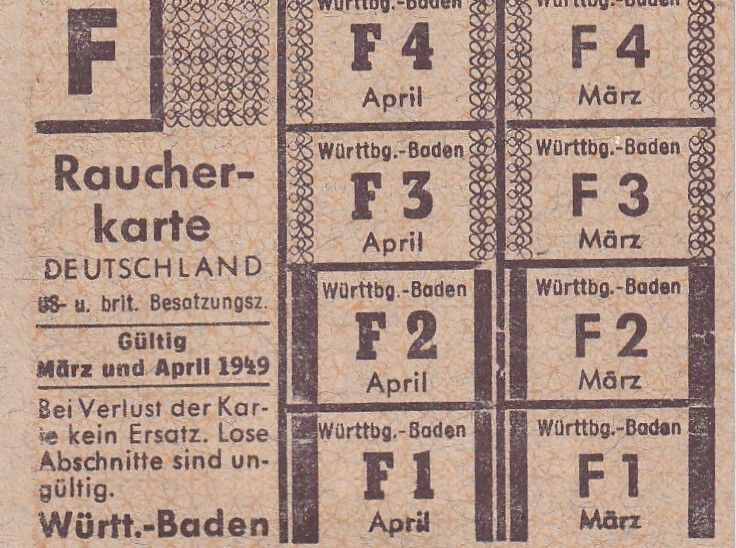 F
Raucher-
karte
DEUTSCHLAND
US- u. brit. Besatzungsz.
Gültig
März und April 1949
Bei Verlust der Kar-
te kein Ersatz. Lose
Abschnitte sind un-
gültig.
Württ.-Baden
Württbg.-Baden
F 4
April
Württbg.-Baden
F 4
März
Württbg.-Baden
F 3
April
Württbg.-Baden
F 3
März
Württbg.-Baden
F 2
April
Württbg.-Baden
F 2
März
Württbg.-Baden
F 1
April
Württbg.-Baden
F 1
März